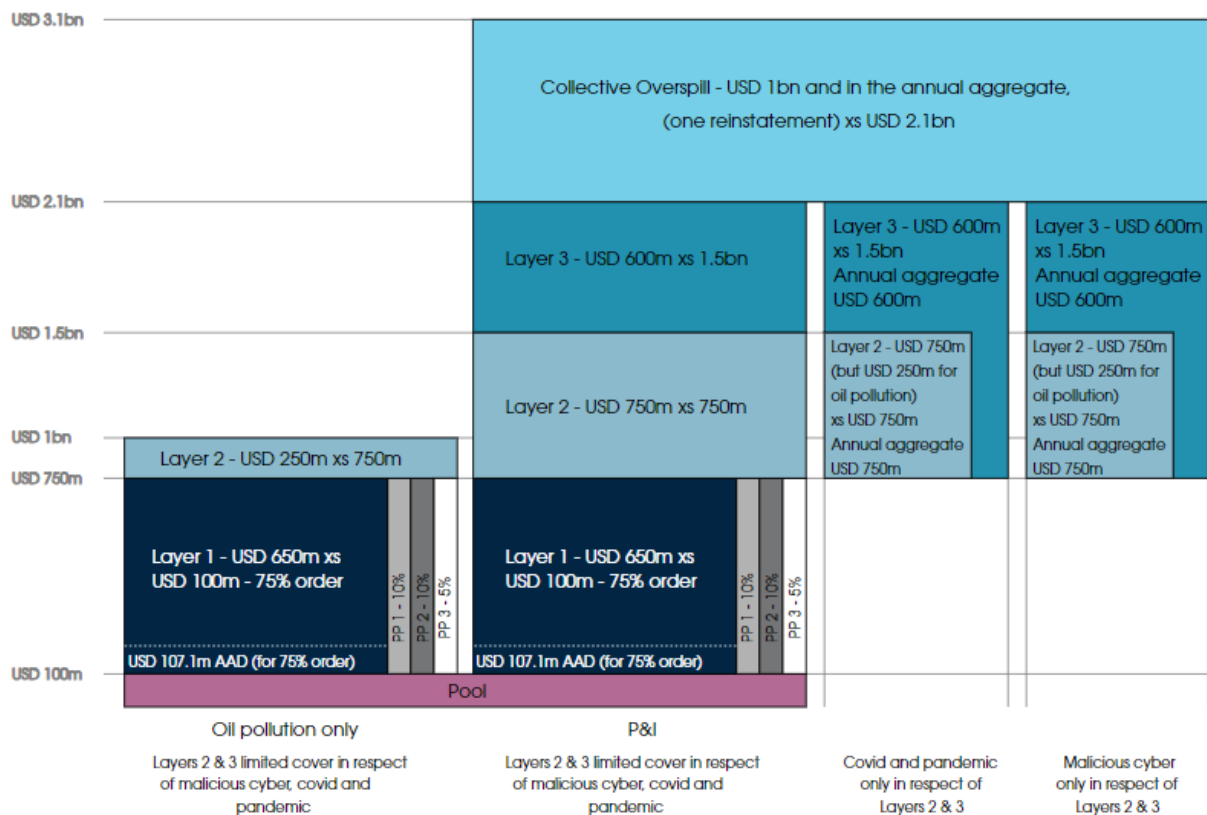 USD 3.1bn
Collective Overspill - USD 1bn and in the annual aggregate,
(one reinstatement) xs USD 2.1bn
USD 2.1bn
Layer 3 - USD 600m xs 1.5bn
Layer 3 - USD 600m
xs 1.5bn
Annual aggregate
USD 600m
Layer 3 - USD 600m
xs 1.5bn
Annual aggregate
USD 600m
USD 1.5bn
Layer 2 - USD 750m xs 750m
Layer 2 - USD 750m
(but USD 250m for
oil pollution)
xs USD 750m
Annual aggregate
USD 750m
Layer 2 - USD 750m
(but USD 250m for
oil pollution)
xs USD 750m
Annual aggregate
USD 750m
USD 1bn
Layer 2 - USD 250m xs 750m
USD 750m
Layer 1 - USD 650m xs
USD 100m - 75% order
PP 1 - 10%
PP 2 - 10%
PP 3 - 5%
Layer 1 - USD 650m xs
USD 100m - 75% order
PP 1 - 10%
PP 2 - 10%
PP 3 - 5%
USD 107.1m AAD (for 75% order)
USD 107.1m AAD (for 75% order)
USD 100m
Pool
Oil pollution only
Layers 2 & 3 limited cover in respect
of malicious cyber, covid and
pandemic
P&I
Layers 2 & 3 limited cover in respect
of malicious cyber, covid and
pandemic
Covid and pandemic
only in respect of
Layers 2 & 3
Malicious cyber
only in respect of
Layers 2 & 3